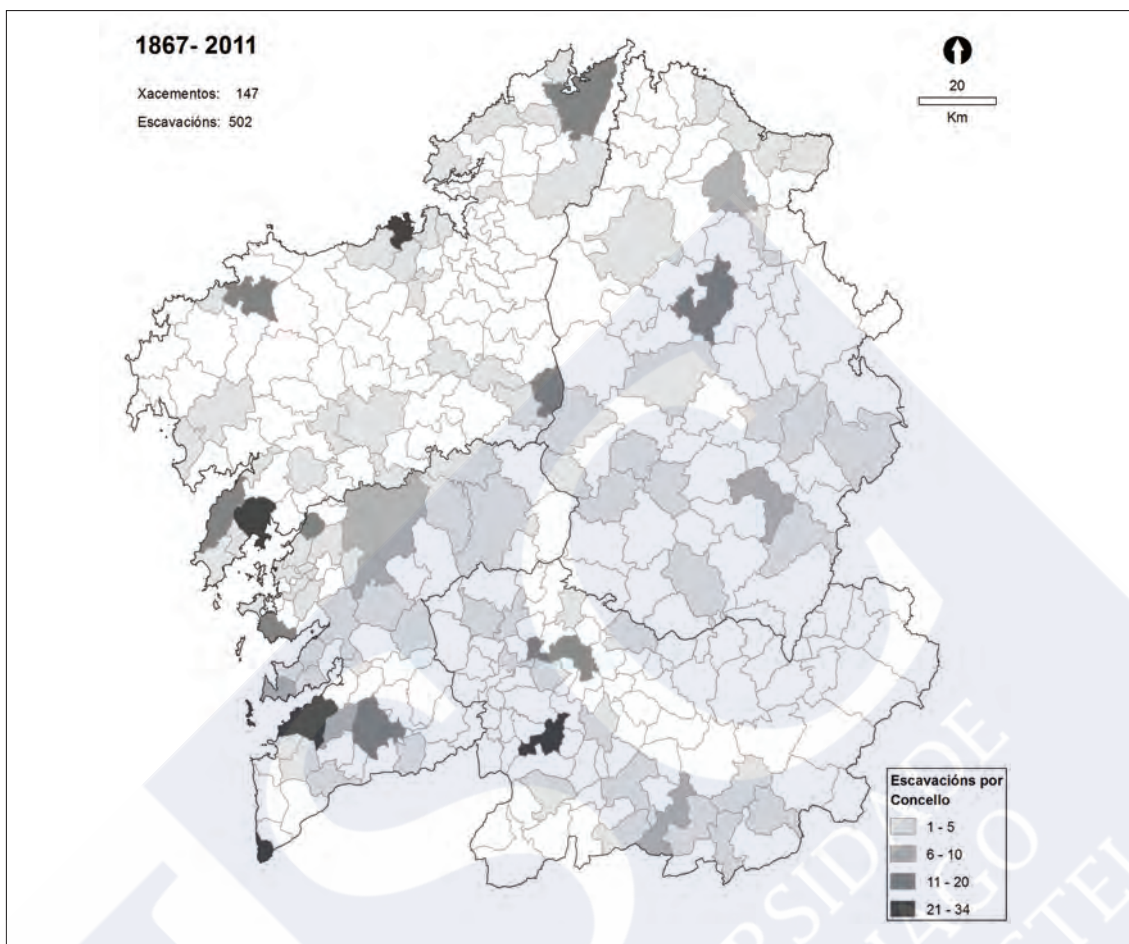 1867- 2011
Xacementos: 147
Escavacións: 502
20
Km
Escavacións por
Concello
1 - 5
6 - 10
11 - 20
21 - 34